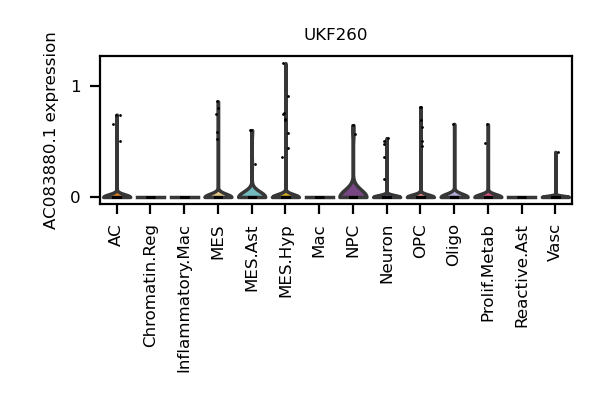 UKF260
AC083880.1 expression
1
0
AC
Chromatin.Reg
Inflammatory.Mac
MES
MES.Ast
MES.Hyp
Mac
NPC
Neuron
OPC
Oligo
Prolif.Metab
Reactive.Ast
Vasc